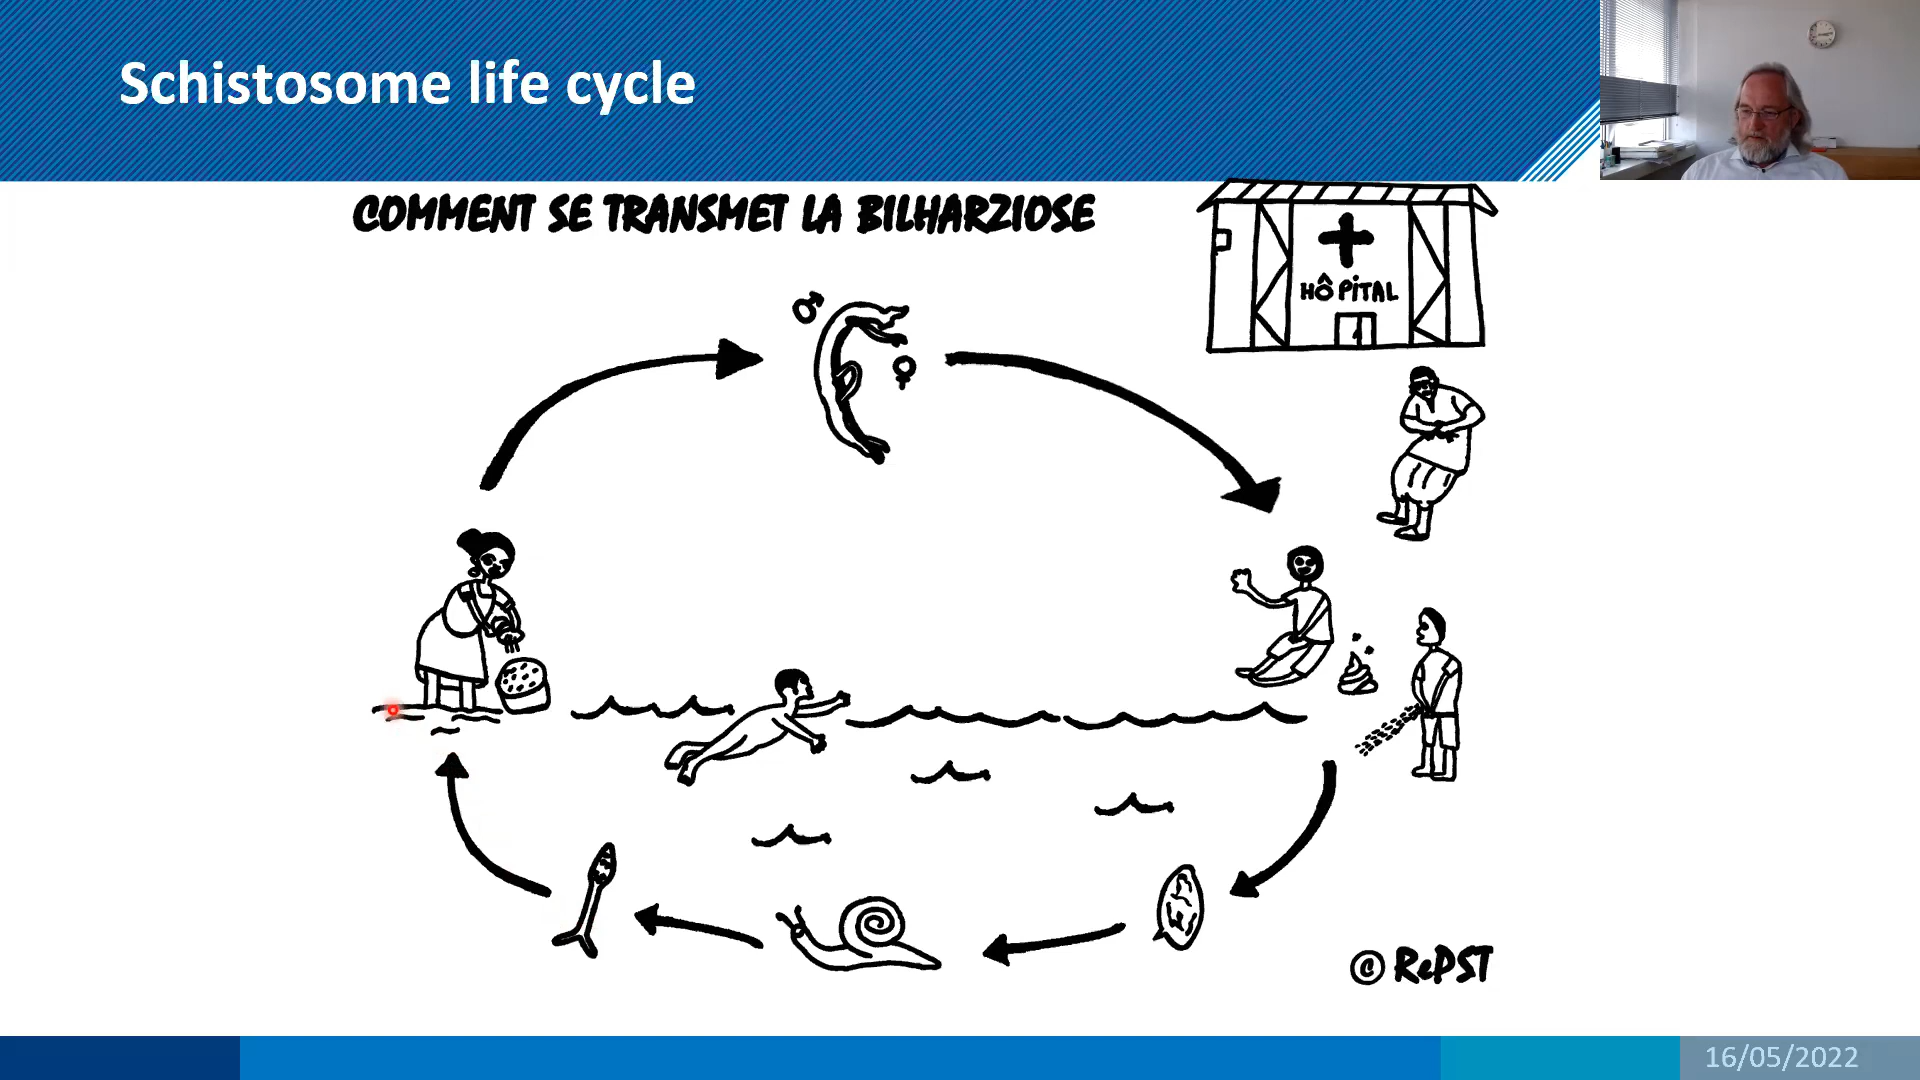 Schistosome life cycle
COMMENT SE TRANSMET LA BILHARZIOSE
HÔPITAL
© RePST
16/05/2022